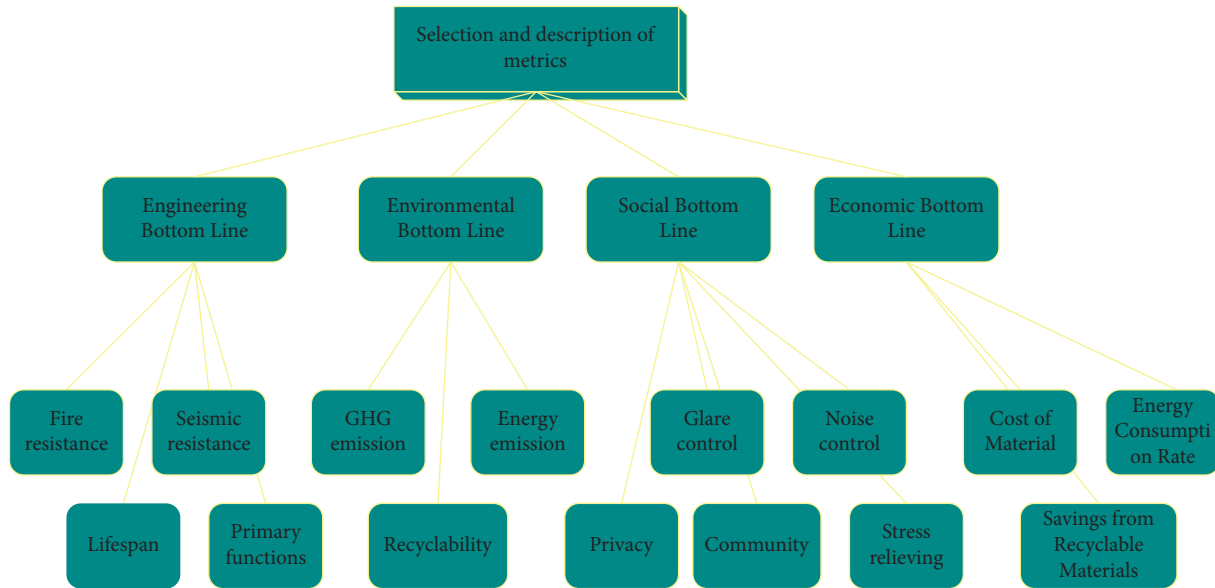 Selection and description of
metrics
Engineering
Bottom Line
Environmental
Bottom Line
Social Bottom
Line
Economic Bottom
Line
Fire
resistance
Seismic
resistance
GHG
emission
Energy
emission
Glare
control
Noise
control
Cost of
Material
Energy
Consumpti
on Rate
Lifespan
Primary
functions
Recyclability
Privacy
Community
Stress
relieving
Savings from
Recyclable
Materials